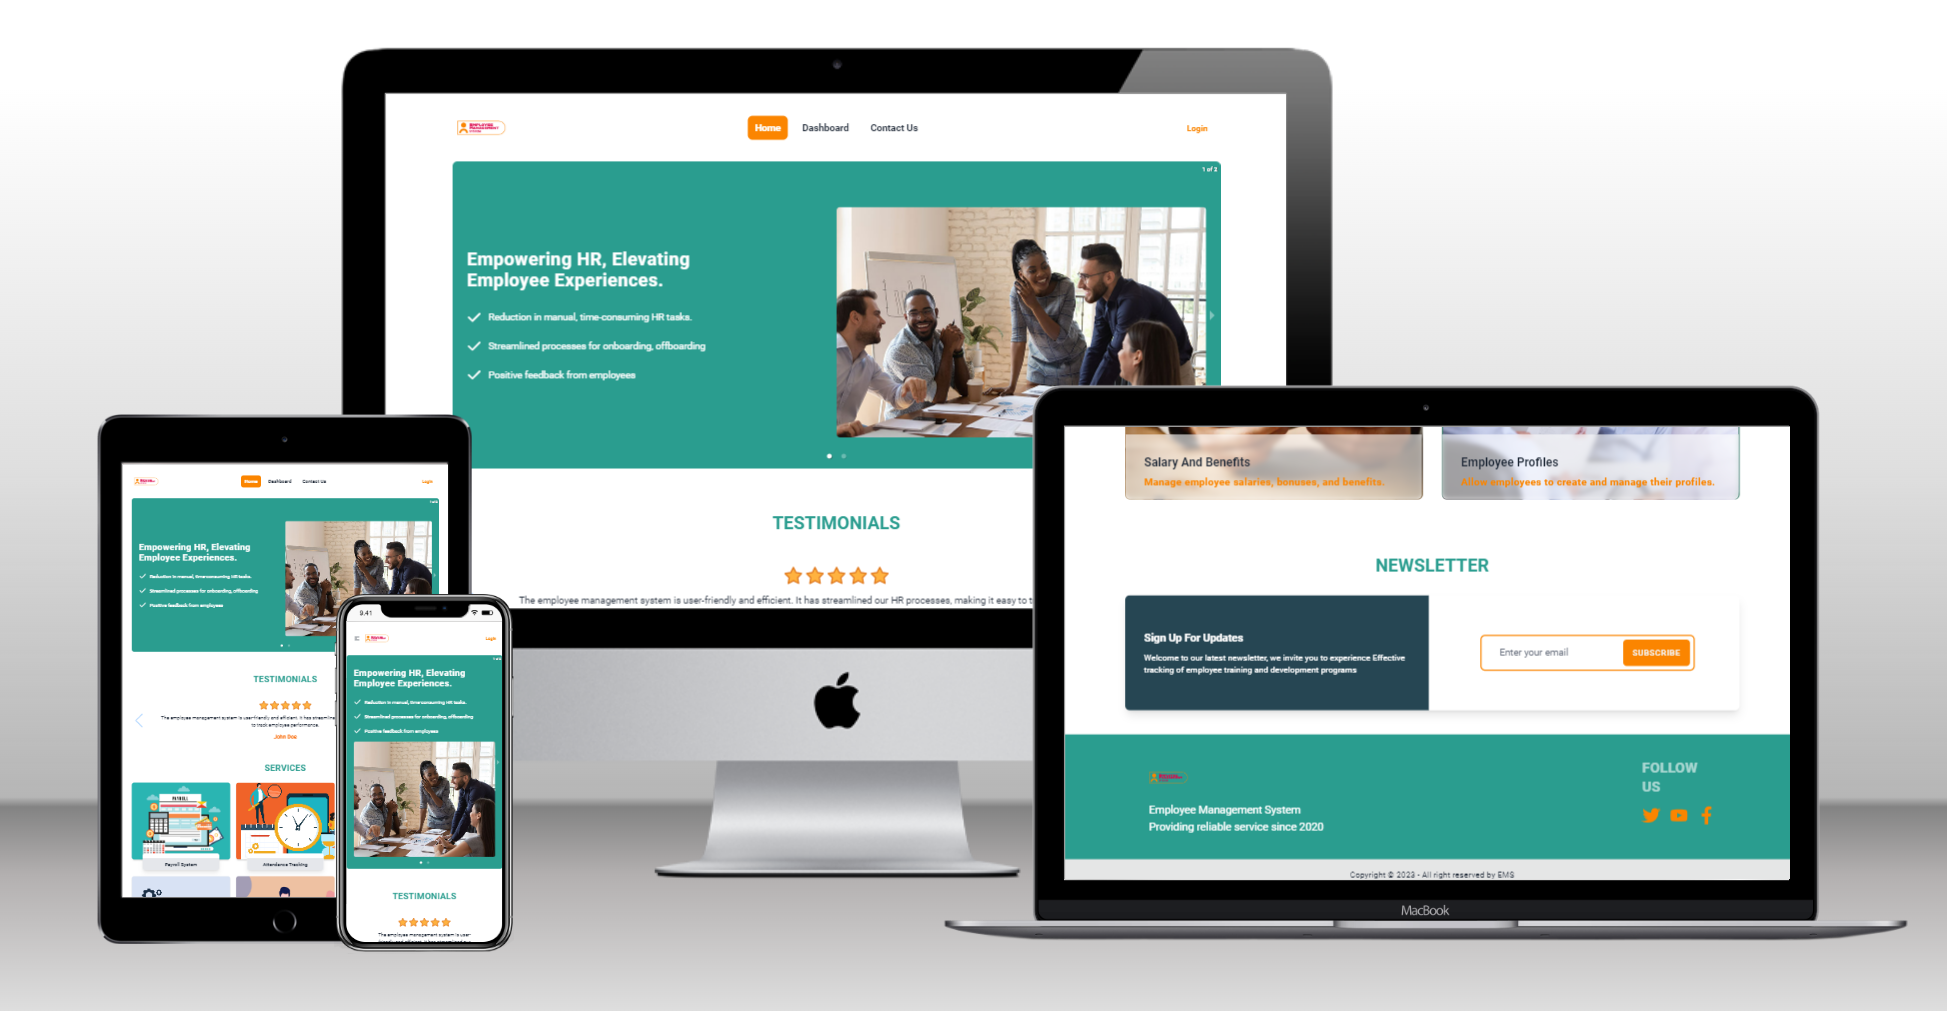 EMPLOYEE
MANAGEMENT
Home
Dashboard
Contact Us
Login
1 of 2
Empowering HR, Elevating
Employee Experiences.
Reduction in manual, time-consuming HR tasks.
Streamlined processes for onboarding, offboarding
Positive feedback from employees
TESTIMONIALS
The employee management system is user-friendly and efficient. It has streamlined our HR processes, making it easy to
Home
Dashboard
Contact Us
Login
Empowering HR, Elevating
Employee Experiences.
Reduction in manual, time-consuming HR tasks.
Streamlined processes for onboarding, offboarding
Positive feedback from employees
TESTIMONIALS
The employee management system is user-friendly and efficient. It has streamline
to track employee performance.
John Doe
SERVICES
PAYROLL
Payroll System
Attendance Tracking
9:41
Login
Empowering HR, Elevating
Employee Experiences.
Reduction in manual, time-consuming HR tasks.
Streamlined processes for onboarding, offboarding
Positive feedback from employees
TESTIMONIALS
The employee management system is user-
friendly and efficient. It has streamlined our
Salary And Benefits
Manage employee salaries, bonuses, and benefits.
Employee Profiles
Allow employees to create and manage their profiles.
NEWSLETTER
Sign Up For Updates
Welcome to our latest newsletter, we invite you to experience Effective
tracking of employee training and development programs
Enter your email
SUBSCRIBE
Employee Management System
Providing reliable service since 2020
FOLLOW
US
Copyright © 2023 - All right reserved by EMS
MacBook